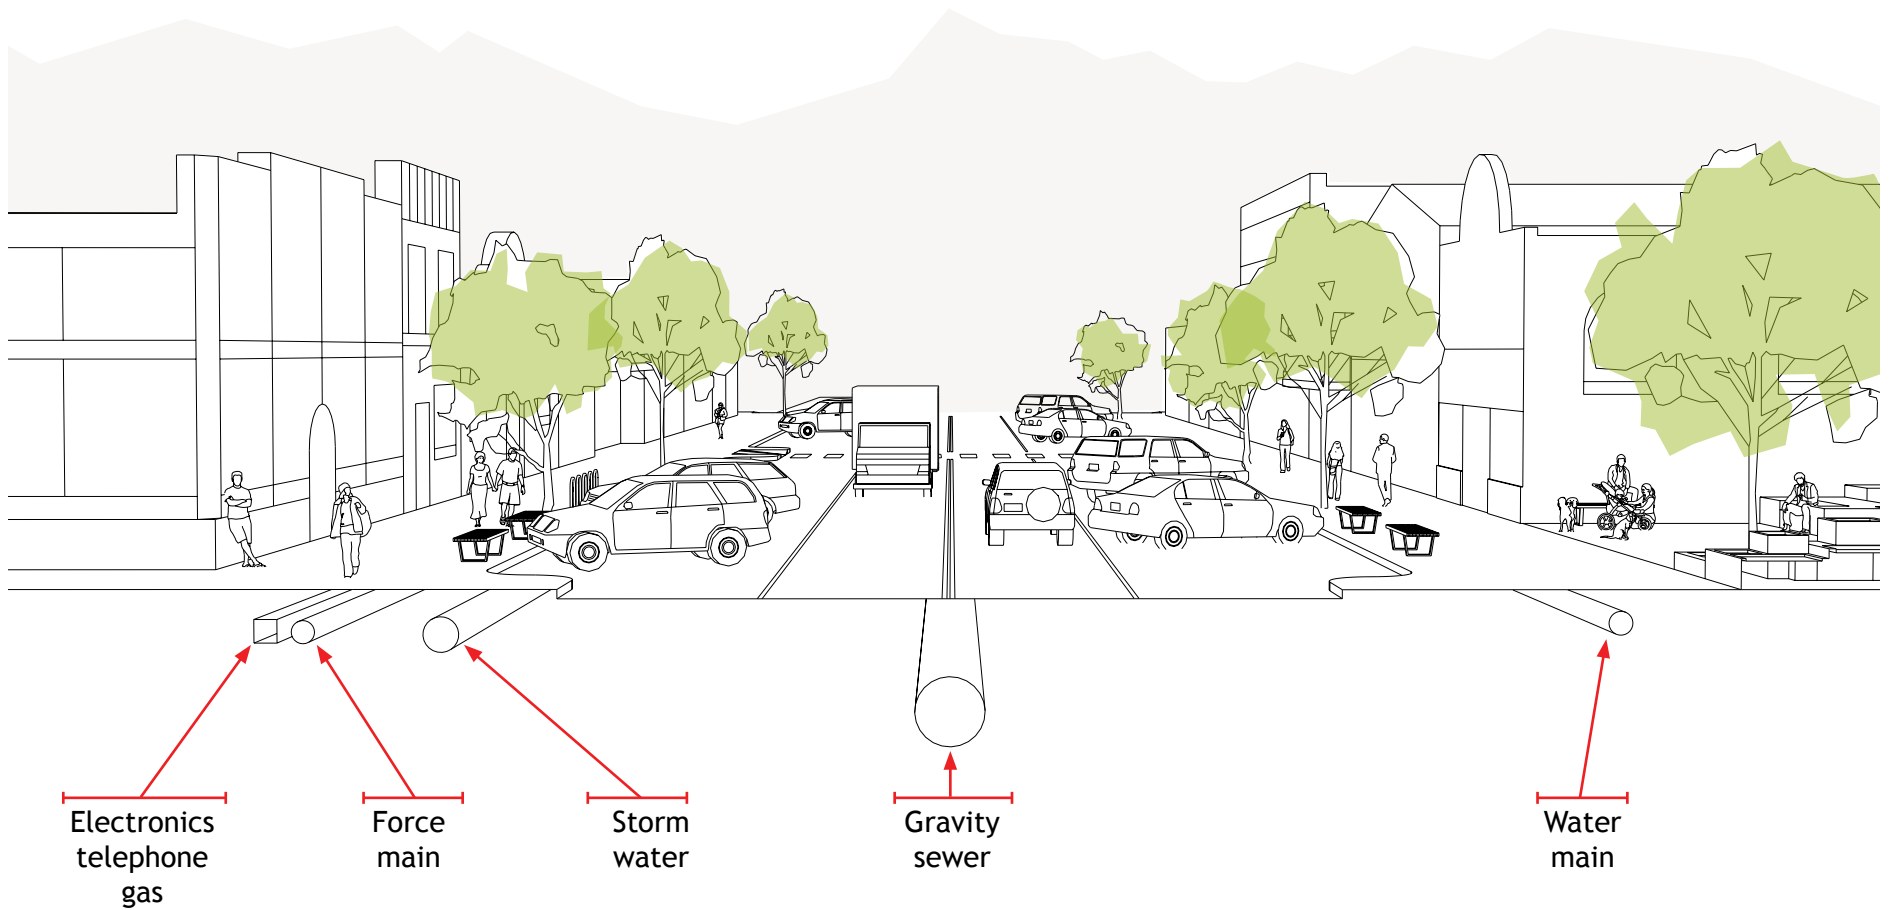 Electronics
telephone
gas
Force
main
Storm
water
Gravity
sewer
Water
main